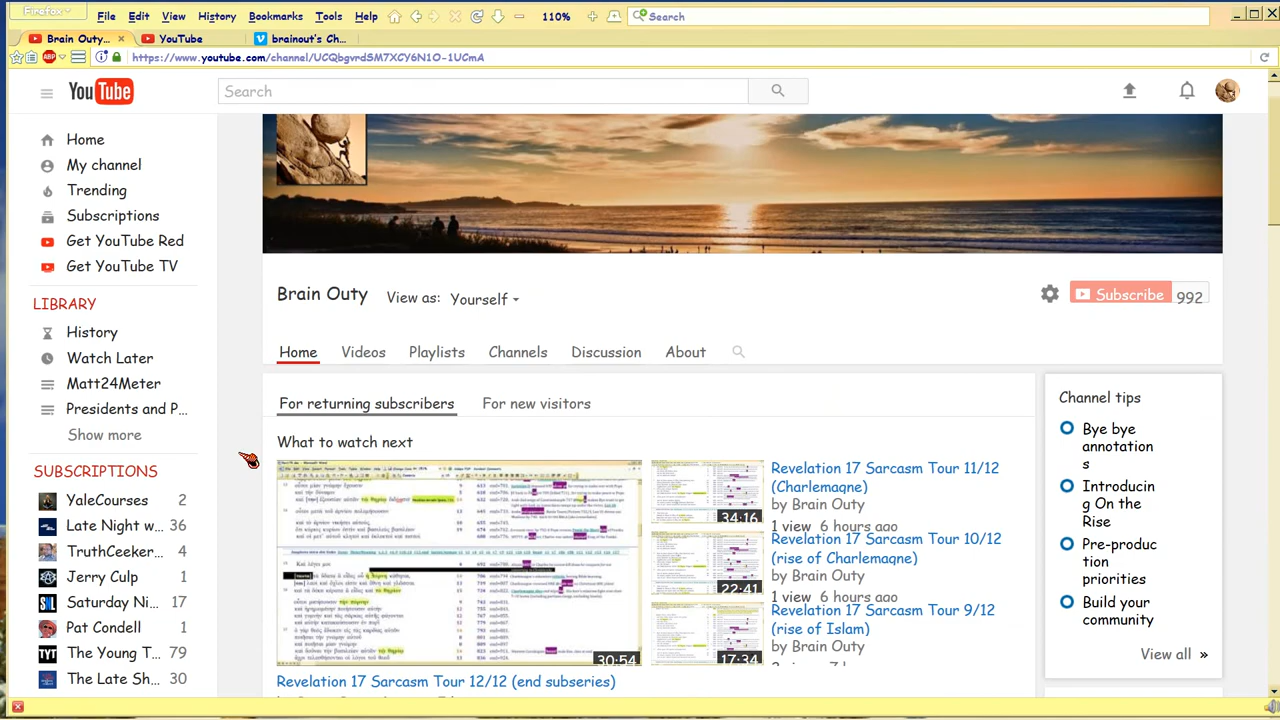 Firefox
File Edit View History Bookmarks Tools Help 110% Search
Brain Outy... YouTube brainout's Ch...
https://www.youtube.com/channel/UCQbgvrdSM7XCY6N1O-1UCmA
YouTube Search
Home
My channel
Trending
Subscriptions
Get YouTube Red
Get YouTube TV
LIBRARY
History
Watch Later
Matt24Meter
Presidents and P...
Show more
SUBSCRIPTIONS
YaleCourses 2
Late Night w... 36
TruthCeeker... 4
Jerry Culp 1
Saturday Ni... 17
Pat Condell 1
The Young T... 79
The Late Sh... 30
Brain Outy View as: Yourself Subscribe 992
Home Videos Playlists Channels Discussion About
For returning subscribers For new visitors
What to watch next
30:54
Revelation 17 Sarcasm Tour 12/12 (end subseries)
34:16
Revelation 17 Sarcasm Tour 11/12
(Charlemagne)
by Brain Outy
1 view 6 hours ago
22:41
Revelation 17 Sarcasm Tour 10/12
(rise of Charlemagne)
by Brain Outy
1 view 6 hours ago
17:34
Revelation 17 Sarcasm Tour 9/12
(rise of Islam)
by Brain Outy
Channel tips
Bye bye
annotation
s
Introducin
g On the
Rise
Pre-produc
tion
priorities
Build your
community
View all »